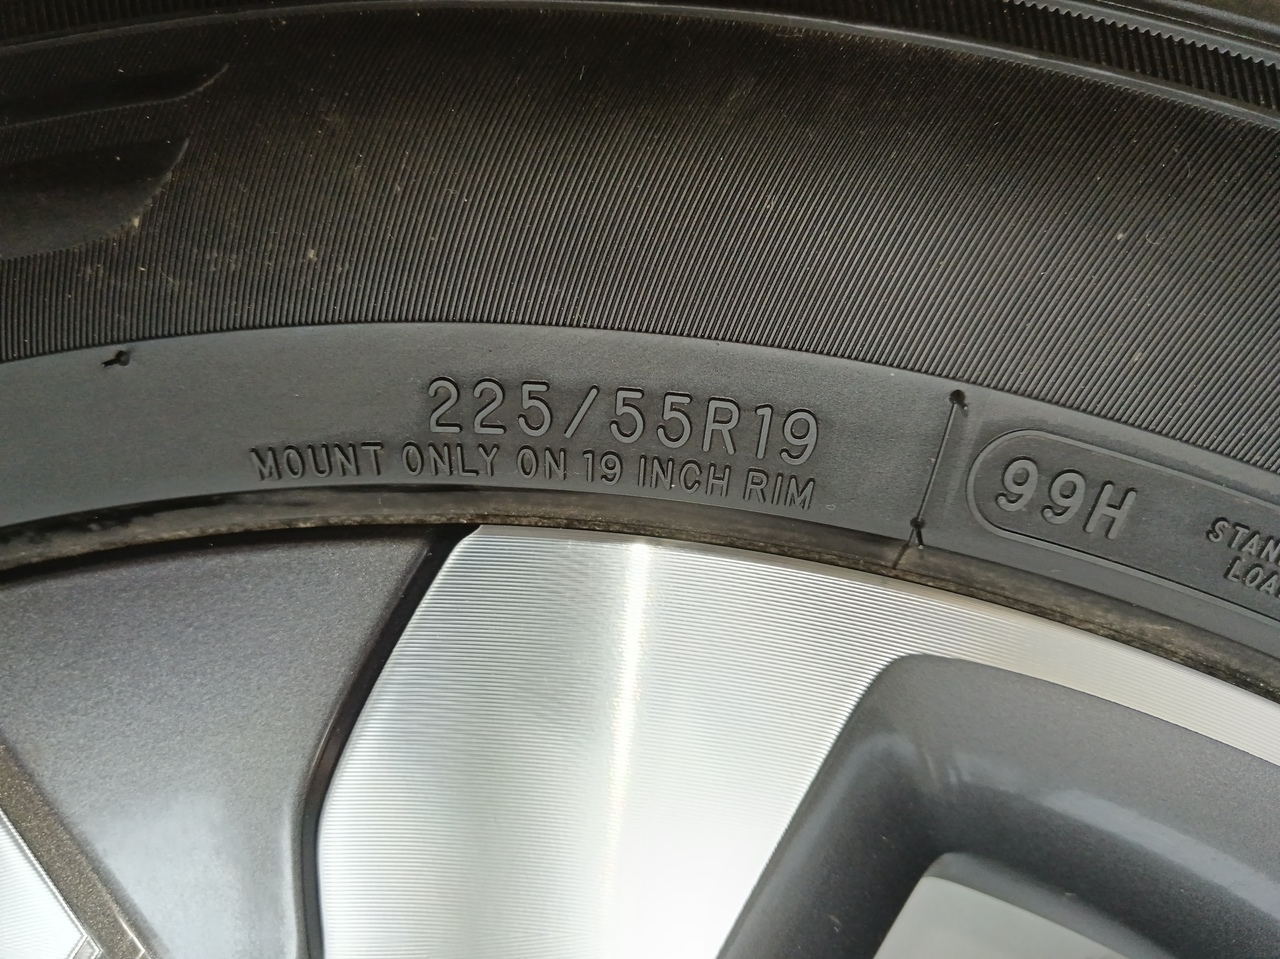 225/55R19
MOUNT ONLY ON 19 INCH RIM
99H